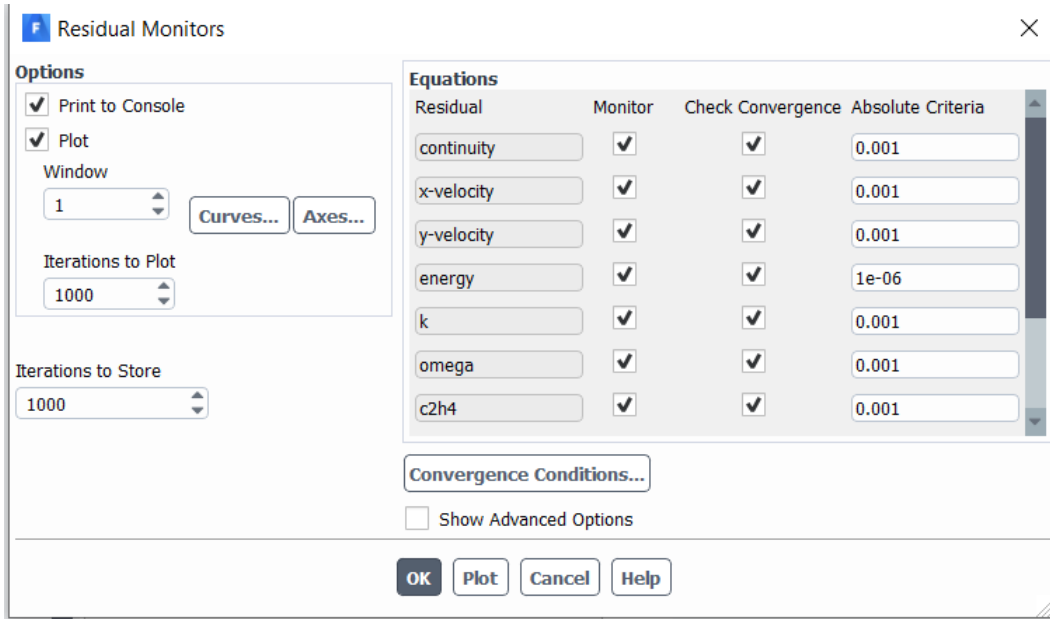 F Residual Monitors
Options
Print to Console
Plot
Window
1
Curves... Axes...
Iterations to Plot
1000
Iterations to Store
1000
Equations
Residual Monitor Check Convergence Absolute Criteria
continuity 0.001
x-velocity 0.001
y-velocity 0.001
energy 1e-06
k 0.001
omega 0.001
c2h4 0.001
Convergence Conditions...
Show Advanced Options
OK Plot Cancel Help